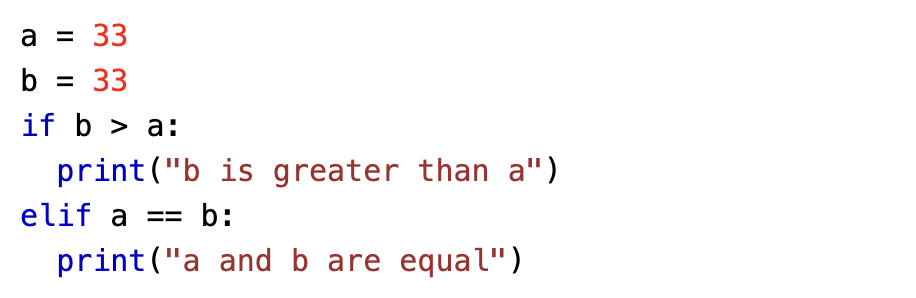 a = 33
b = 33
if b > a:
  print("b is greater than a")
elif a == b:
  print("a and b are equal")